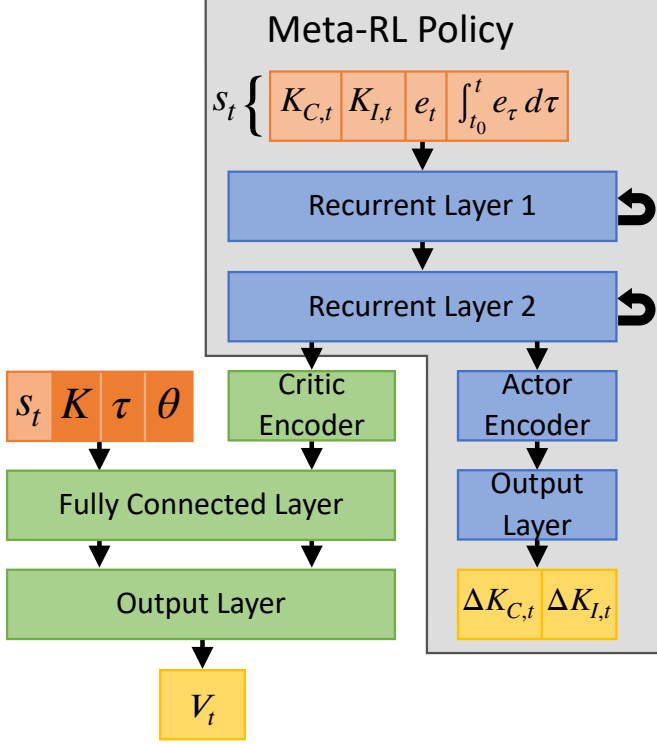 Meta-RL Policy
s_t { K_{C,t} K_{I,t} e_t ∫_{t_0}^{t} e_τ dτ
Recurrent Layer 1
Recurrent Layer 2
s_t K τ θ
Critic
Encoder
Actor
Encoder
Fully Connected Layer
Output
Layer
Output Layer
ΔK_{C,t} ΔK_{I,t}
V_t